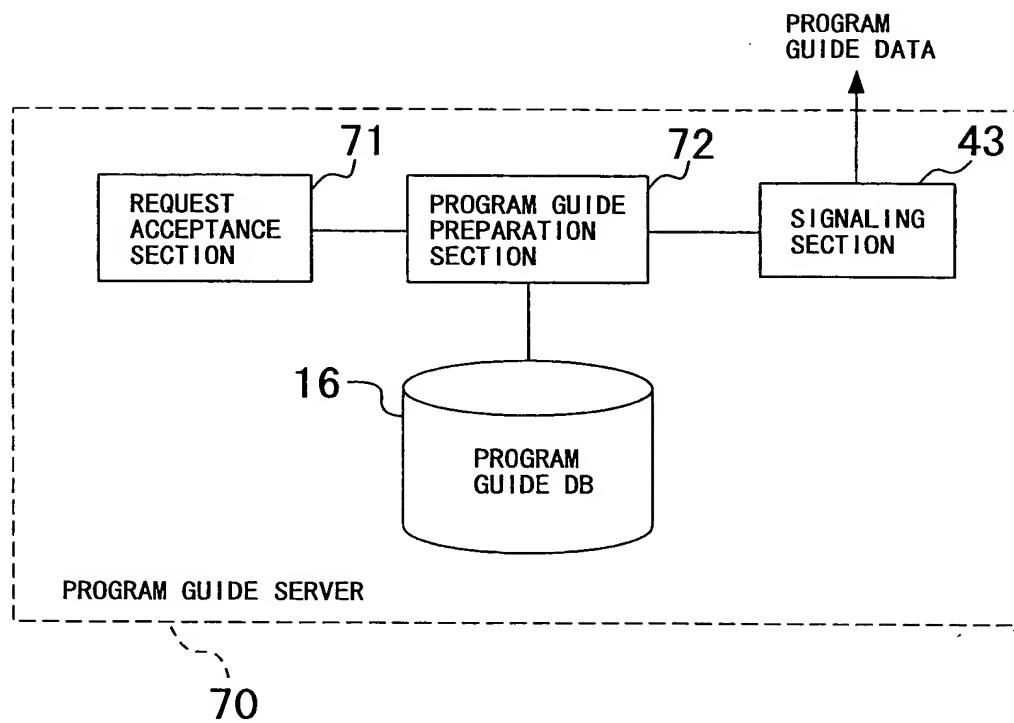 PROGRAM
GUIDE DATA
71
72
43
REQUEST
ACCEPTANCE
SECTION
PROGRAM GUIDE
PREPARATION
SECTION
SIGNALING
SECTION
16
PROGRAM
GUIDE DB
PROGRAM GUIDE SERVER
70